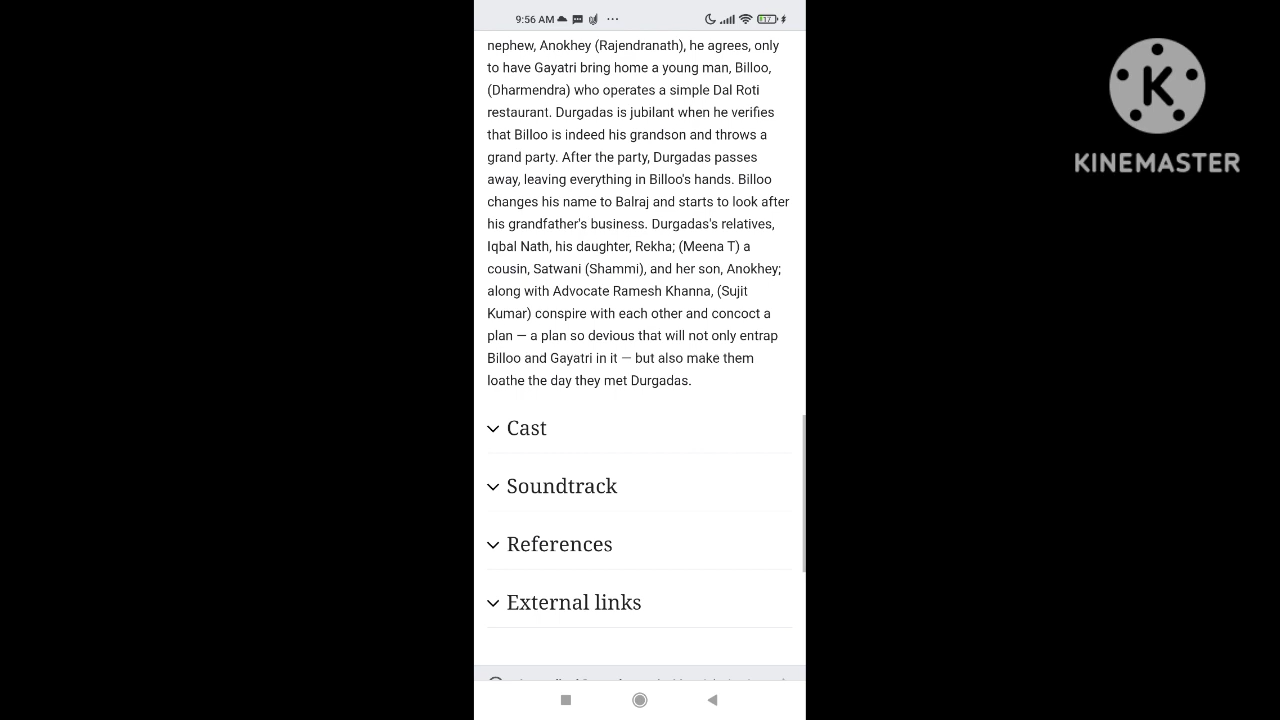 9:56 AM
17
nephew, Anokhey (Rajendranath), he agrees, only
to have Gayatri bring home a young man, Billoo,
(Dharmendra) who operates a simple Dal Roti
restaurant. Durgadas is jubilant when he verifies
that Billoo is indeed his grandson and throws a
grand party. After the party, Durgadas passes
away, leaving everything in Billoo's hands. Billoo
changes his name to Balraj and starts to look after
his grandfather's business. Durgadas's relatives,
Iqbal Nath, his daughter, Rekha; (Meena T) a
cousin, Satwani (Shammi), and her son, Anokhey;
along with Advocate Ramesh Khanna, (Sujit
Kumar) conspire with each other and concoct a
plan — a plan so devious that will not only entrap
Billoo and Gayatri in it — but also make them
loathe the day they met Durgadas.
Cast
Soundtrack
References
External links
K
KINEMASTER